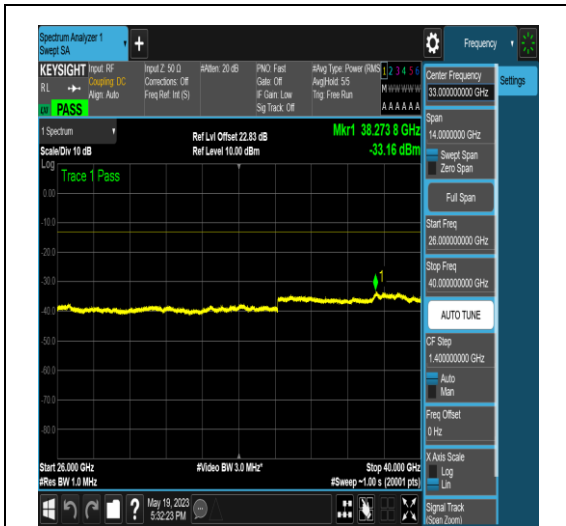 Spectrum Analyzer 1
Swept SA
Frequency
KEYSIGHT
RL
PASS
Input: RF
Coupling: DC
Align: Auto
Input Z: 50 Ω
Corrections: Off
Freq Ref: Int (S)
#Atten: 20 dB
PNO: Fast
Gate: Off
IF Gain: Low
Sig Track: Off
#Avg Type: Power (RMS
Avg|Hold: 5/5
Trig: Free Run
1 2 3 4 5 6
M W W W W W
A A A A A A
1 Spectrum
Scale/Div 10 dB
Log
Ref Lvl Offset 22.83 dB
Ref Level 10.00 dBm
Mkr1 38.273 8 GHz
-33.16 dBm
Trace 1 Pass
0.00
-10.0
-20.0
-30.0
-40.0
-50.0
-60.0
-70.0
-80.0
1
Start 26.000 GHz
#Res BW 1.0 MHz
#Video BW 3.0 MHz*
Stop 40.000 GHz
#Sweep ~1.00 s (20001 pts)
May 19, 2023
5:32:23 PM
Center Frequency
33.000000000 GHz
Settings
Span
14.0000000 GHz
Swept Span
Zero Span
Full Span
Start Freq
26.000000000 GHz
Stop Freq
40.000000000 GHz
AUTO TUNE
CF Step
1.400000000 GHz
Auto
Man
Freq Offset
0 Hz
X Axis Scale
Log
Lin
Signal Track
(Span Zoom)